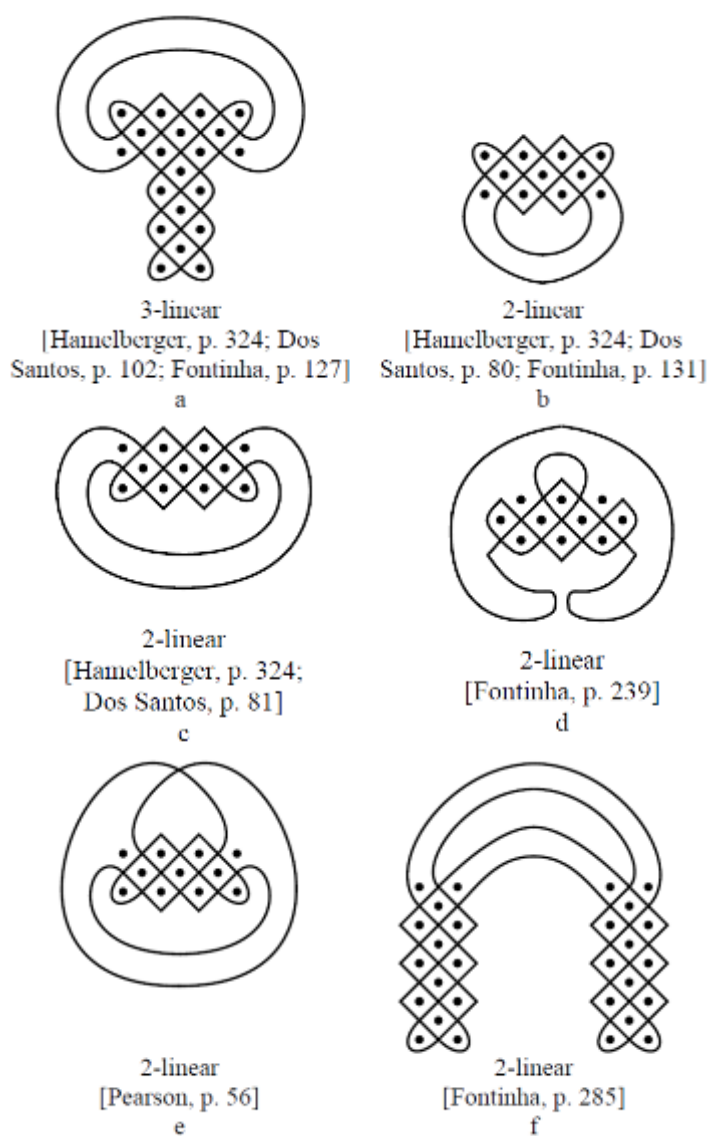 3-linear
[Hamelberger, p. 324; Dos
Santos, p. 102; Fontinha, p. 127]
a
2-linear
[Hamelberger, p. 324; Dos
Santos, p. 80; Fontinha, p. 131]
b
2-linear
[Hamelberger, p. 324;
Dos Santos, p. 81]
c
2-linear
[Fontinha, p. 239]
d
2-linear
[Pearson, p. 56]
e
2-linear
[Fontinha, p. 285]
f